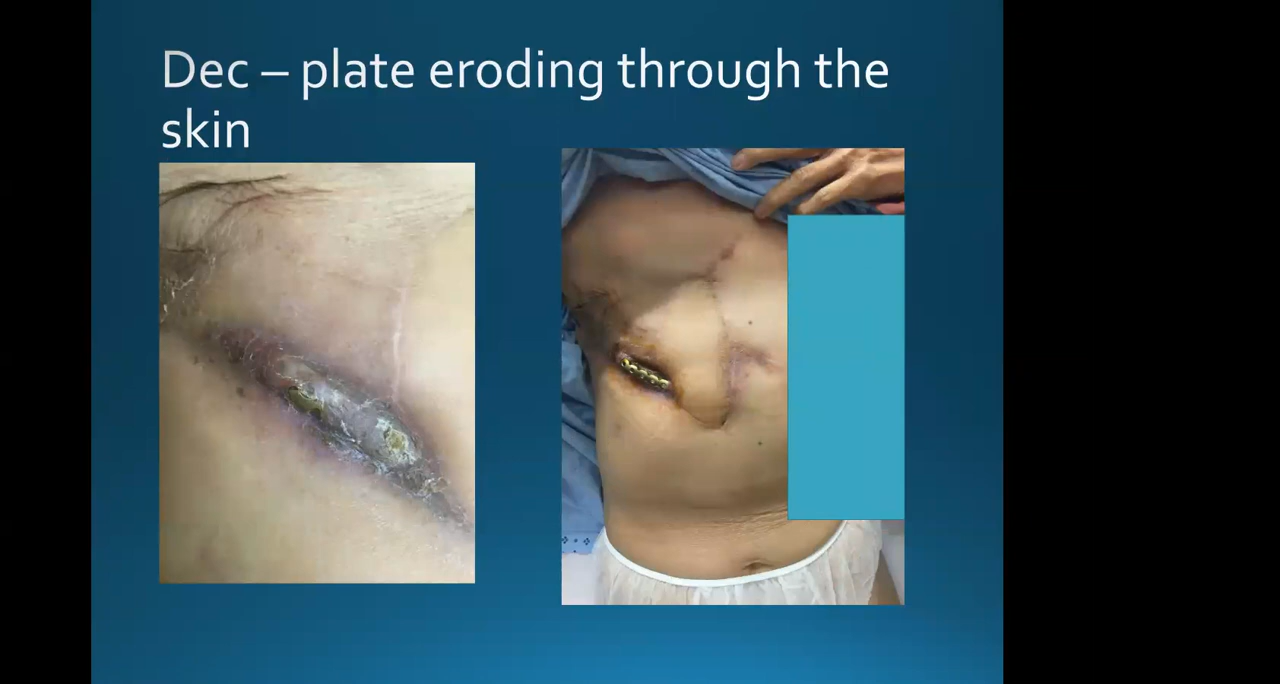 Dec – plate eroding through the
skin